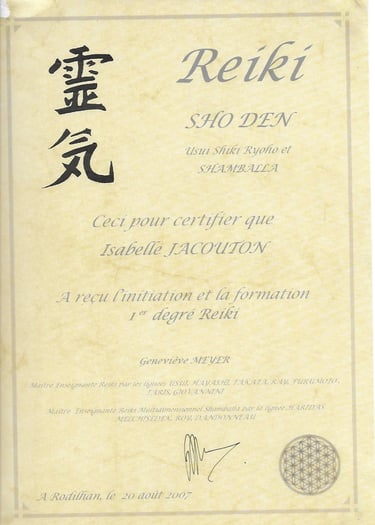 靈気
Reiki
SHO DEN
Usui Shiki Ryoho et
SHAMBALLA
Ceci pour certifier que
Isabelle JACOUTON
A reçu l'initiation et la formation
1er degré Reiki
Geneviève MEYER
Maître Enseignante Reiki par les lignées USUI, HAYASHI, TAKATA, RAY, FURUMOTO,
FARIS, GIOVANNINI
Maître Enseignante Reiki Multidimensionnel Shamballa par la lignée HARIDAS
MELCHISEDEK, ROY, DANDONNEAU
A Rodilhan, le 20 août 2007